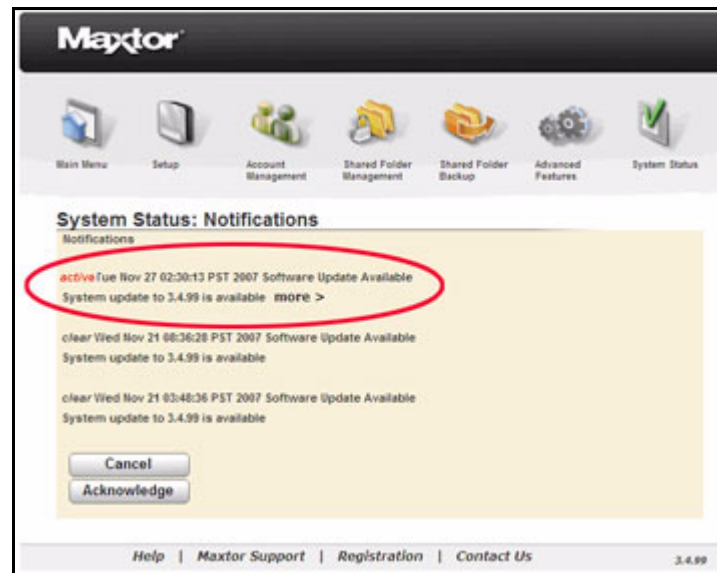 Maxtor
Main Menu
Setup
Account Management
Shared Folder Management
Shared Folder Backup
Advanced Features
System Status
System Status: Notifications
Notifications
active Tue Nov 27 02:30:13 PST 2007 Software Update Available
System update to 3.4.99 is available more >
clear Wed Nov 21 08:36:28 PST 2007 Software Update Available
System update to 3.4.99 is available
clear Wed Nov 21 03:48:36 PST 2007 Software Update Available
System update to 3.4.99 is available
Cancel
Acknowledge
Help | Maxtor Support | Registration | Contact Us
3.4.99